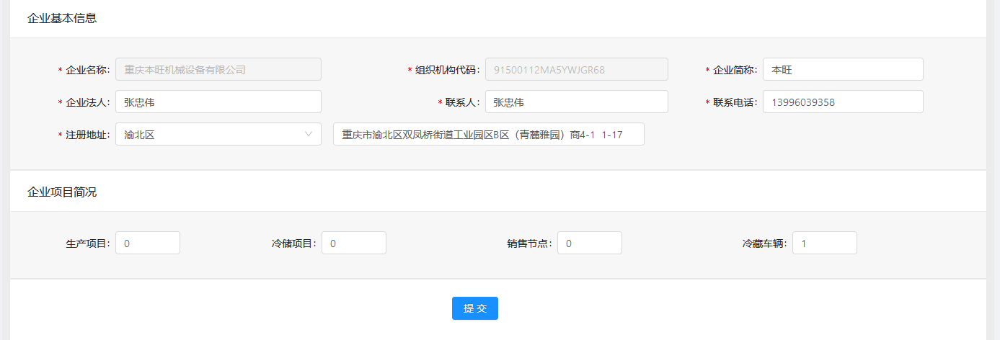 企业基本信息
* 企业名称: 重庆本旺机械设备有限公司 * 组织机构代码: 91500112MA5YWJGR68 * 企业简称: 本旺
* 企业法人: 张忠伟 * 联系人: 张忠伟 * 联系电话: 13996039358
* 注册地址: 渝北区 重庆市渝北区双凤桥街道工业园区B区（青麓雅园）商4-1 1-17
企业项目简况
生产项目: 0 冷储项目: 0 销售节点: 0 冷藏车辆: 1
提 交